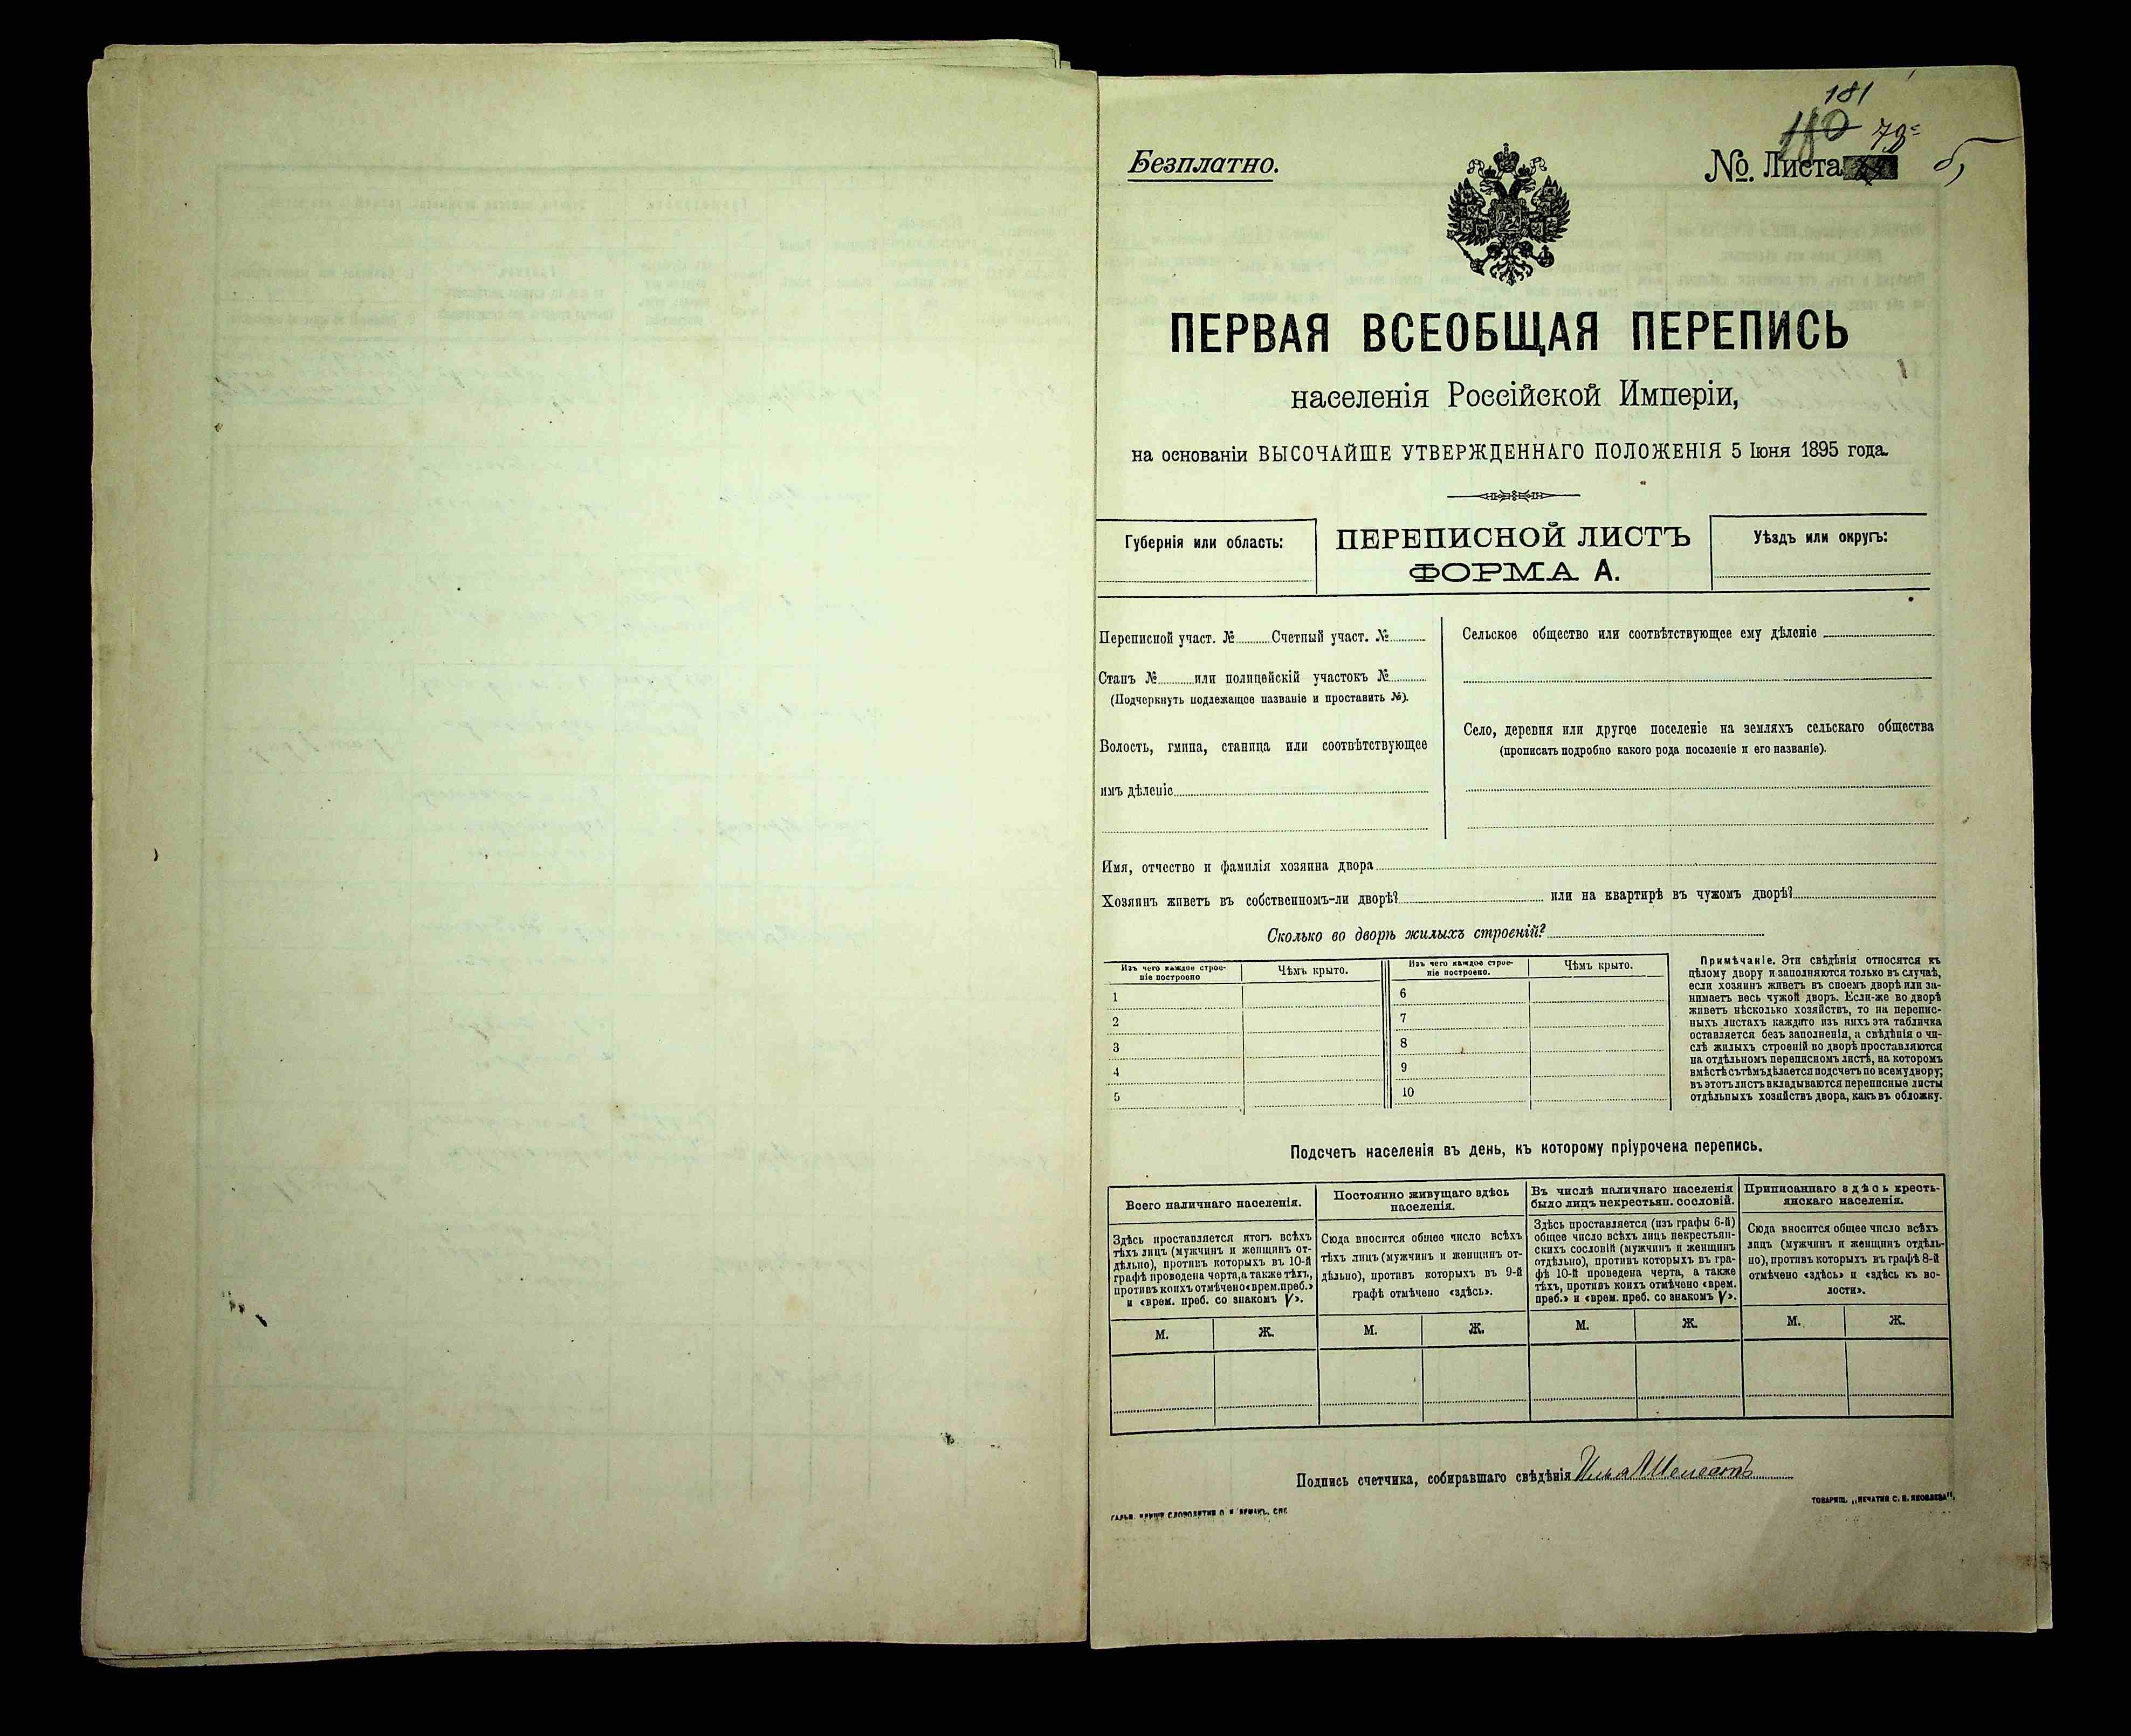 181
180 79
Безплатно.
№. Листа
б,
ПЕРВАЯ ВСЕОБЩАЯ ПЕРЕПИСЬ
населенія Россійской Имперіи,
на основаніи ВЫСОЧАЙШЕ УТВЕРЖДЕННАГО ПОЛОЖЕНІЯ 5 Іюня 1895 года.
Губернія или область:
ПЕРЕПИСНОЙ ЛИСТЪ
ФОРМА А.
Уѣздъ или округъ:
Переписной участ. № Счетный участ. №
Станъ № или полицейскій участокъ №
(Подчеркнуть подлежащее названіе и проставить №).
Волость, гмина, станица или соотвѣтствующее
имъ дѣленіе
Сельское общество или соотвѣтствующее ему дѣленіе
Село, деревня или другое поселеніе на земляхъ сельскаго общества
(прописать подробно какого рода поселеніе и его названіе).
Имя, отчество и фамилія хозяина двора
Хозяинъ живетъ въ собственномъ-ли дворѣ? или на квартирѣ въ чужомъ дворѣ?
Сколько во дворѣ жилыхъ строеній?
Изъ чего каждое строе-
ніе построено
Чѣмъ крыто.
Изъ чего каждое строе-
ніе построено.
Чѣмъ крыто.
1
2
3
4
5
6
7
8
9
10
Примѣчаніе. Эти свѣдѣнія относятся къ
цѣлому двору и заполняются только въ случаѣ,
если хозяинъ живетъ въ своемъ дворѣ или за-
нимаетъ весь чужой дворъ. Если-же во дворѣ
живетъ нѣсколько хозяйствъ, то на перепис-
ныхъ листахъ каждаго изъ нихъ эта табличка
оставляется безъ заполненія, а свѣдѣнія о чи-
слѣ жилыхъ строеній во дворѣ проставляются
на отдѣльномъ переписномъ листѣ, на которомъ
вмѣстѣ съ тѣмъ дѣлается подсчетъ по всему двору;
въ этотъ листъ вкладываются переписные листы
отдѣльныхъ хозяйствъ двора, какъ въ обложку.
Подсчетъ населенія въ день, къ которому пріурочена перепись.
Всего наличнаго населенія.
Здѣсь проставляется итогъ всѣхъ
тѣхъ лицъ (мужчинъ и женщинъ от-
дѣльно), противъ которыхъ въ 10-й
графѣ проведена черта, а также тѣхъ,
противъ коихъ отмѣчено «врем. преб.»
и «врем. преб. со знакомъ V».
Постоянно живущаго здѣсь
населенія.
Сюда вносится общее число всѣхъ
тѣхъ лицъ (мужчинъ и женщинъ от-
дѣльно), противъ которыхъ въ 9-й
графѣ отмѣчено «здѣсь».
Въ числѣ наличнаго населенія
было лицъ некрестьян. сословій.
Здѣсь проставляется (изъ графы 6-й)
общее число всѣхъ лицъ некрестьян-
скихъ сословій (мужчинъ и женщинъ
отдѣльно), противъ которыхъ въ гра-
фѣ 10-й проведена черта, а также
тѣхъ, противъ коихъ отмѣчено «врем.
преб.» и «врем. преб. со знакомъ V».
Приписаннаго здѣсь кресть-
янскаго населенія.
Сюда вносится общее число всѣхъ
лицъ (мужчинъ и женщинъ отдѣль-
но), противъ которыхъ въ графѣ 8-й
отмѣчено «здѣсь» и «здѣсь къ во-
лости».
М. Ж. М. Ж. М. Ж. М. Ж.
Подпись счетчика, собиравшаго свѣдѣнія Илья Шелестъ
ТОВАРИЩ. „ПЕЧАТНЯ С. П. ЯКОВЛЕВА“.